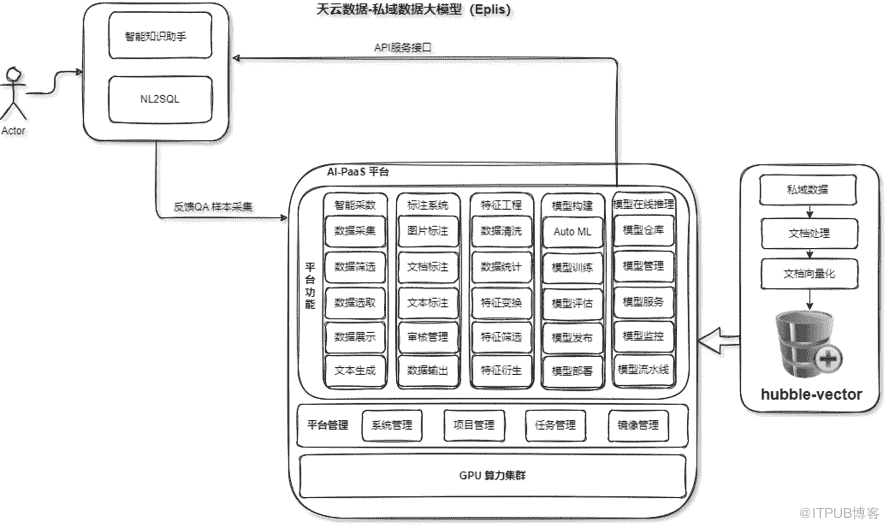 天云数据-私域数据大模型（Eplis）
智能知识助手
NL2SQL
Actor
API服务接口
反馈QA 样本采集
AI-PaaS 平台
平台功能
智能采数
数据采集
数据筛选
数据选取
数据展示
文本生成
标注系统
图片标注
文档标注
文本标注
审核管理
数据输出
特征工程
数据清洗
数据统计
特征变换
特征筛选
特征衍生
模型构建
Auto ML
模型训练
模型评估
模型发布
模型部署
模型在线推理
模型仓库
模型管理
模型服务
模型监控
模型流水线
平台管理
系统管理
项目管理
任务管理
镜像管理
GPU 算力集群
私域数据
文档处理
文档向量化
hubble-vector
@ITPUB博客